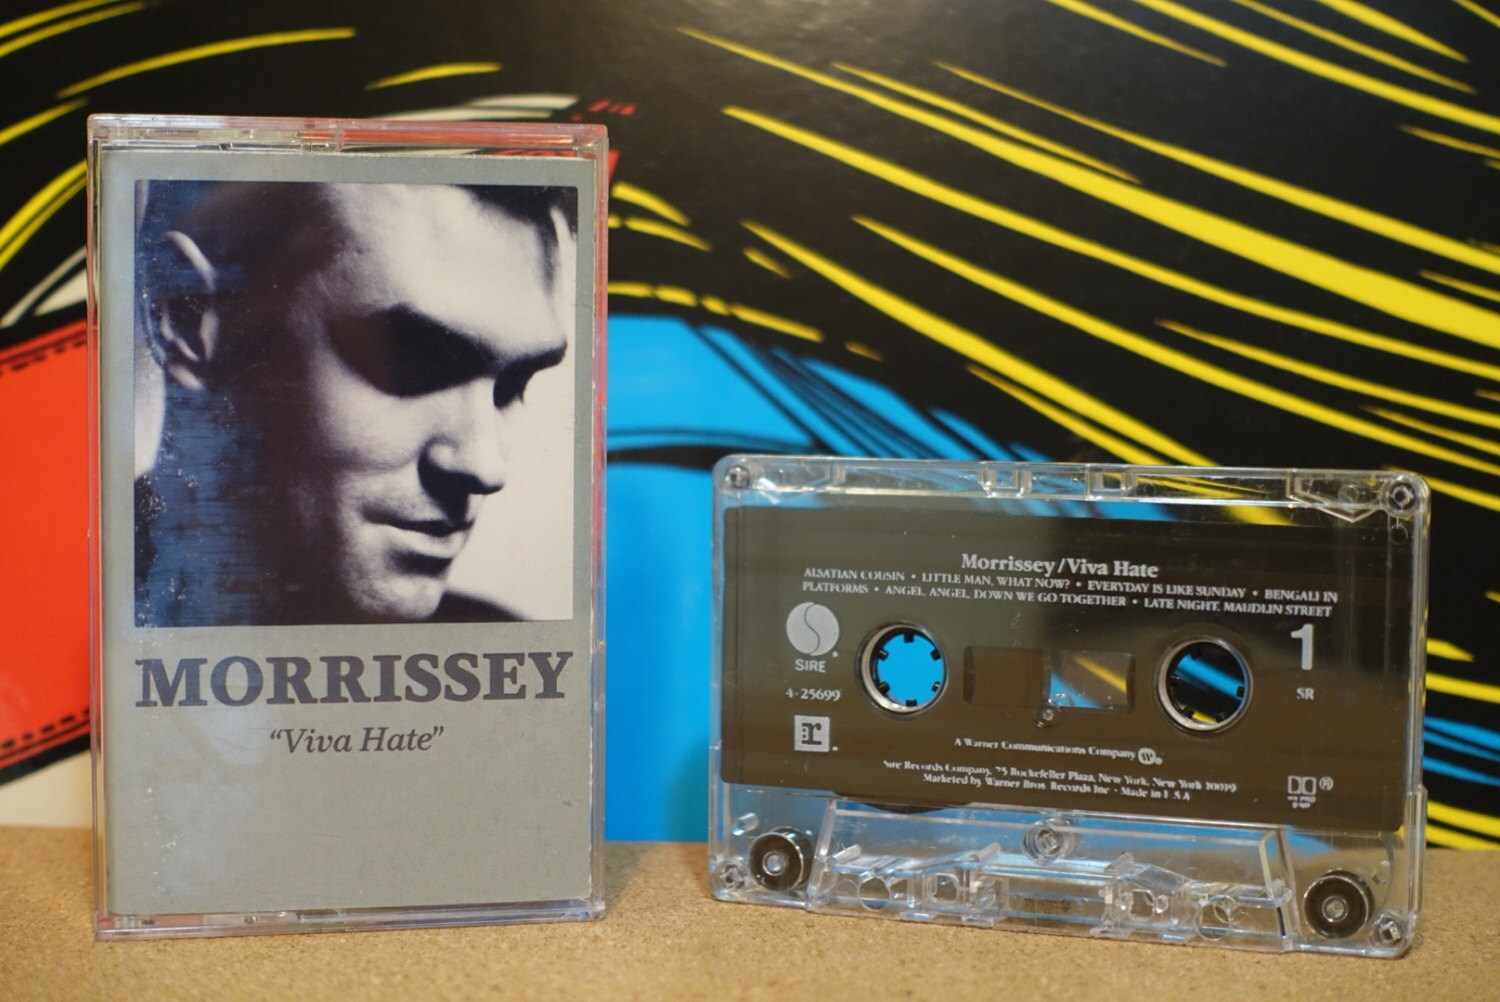 MORRISSEY
“Viva Hate”
Morrissey/Viva Hate
ALSATIAN COUSIN • LITTLE MAN, WHAT NOW? • EVERYDAY IS LIKE SUNDAY • BENGALI IN
PLATFORMS • ANGEL, ANGEL, DOWN WE GO TOGETHER • LATE NIGHT, MAUDLIN STREET
SIRE
4-25699
1
SR
r
A Warner Communications Company
Sire Records Company, 75 Rockefeller Plaza, New York, New York 10019
Marketed by Warner Bros. Records Inc • Made in U.S.A
®